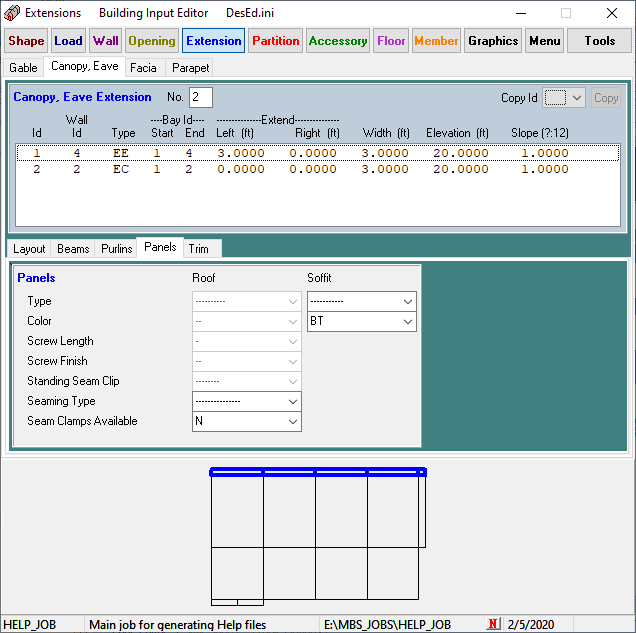 Extensions Building Input Editor DesEd.ini
Shape Load Wall Opening Extension Partition Accessory Floor Member Graphics Menu Tools
Gable Canopy, Eave Facia Parapet
Canopy, Eave Extension No. 2 Copy Id Copy
Wall ----Bay Id---- --------------Extend--------------
Id Id Type Start End Left (ft) Right (ft) Width (ft) Elevation (ft) Slope (?:12)
1 4 EE 1 4 3.0000 0.0000 3.0000 20.0000 1.0000
2 2 EC 1 2 0.0000 0.0000 3.0000 20.0000 1.0000
Layout Beams Purlins Panels Trim
Panels Roof Soffit
Type ---------- -----------
Color -- BT
Screw Length -
Screw Finish --
Standing Seam Clip --------
Seaming Type ---------------
Seam Clamps Available N
HELP_JOB Main job for generating Help files E:\MBS_JOBS\HELP_JOB N 2/5/2020